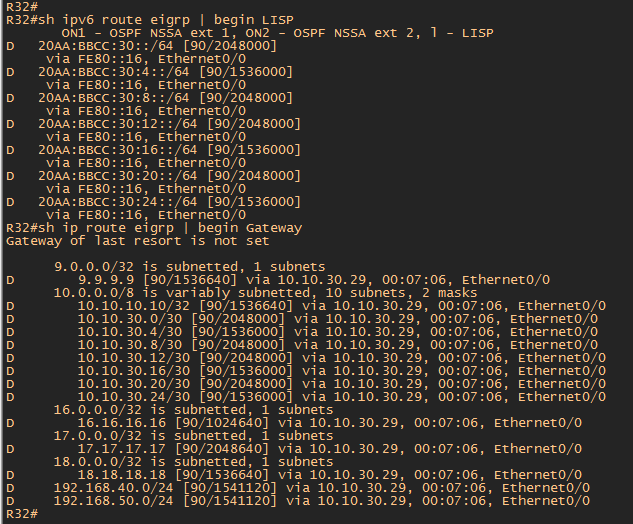 R32#
R32#sh ipv6 route eigrp | begin LISP
       ON1 - OSPF NSSA ext 1, ON2 - OSPF NSSA ext 2, l - LISP
D   20AA:BBCC:30::/64 [90/2048000]
     via FE80::16, Ethernet0/0
D   20AA:BBCC:30:4::/64 [90/1536000]
     via FE80::16, Ethernet0/0
D   20AA:BBCC:30:8::/64 [90/2048000]
     via FE80::16, Ethernet0/0
D   20AA:BBCC:30:12::/64 [90/2048000]
     via FE80::16, Ethernet0/0
D   20AA:BBCC:30:16::/64 [90/1536000]
     via FE80::16, Ethernet0/0
D   20AA:BBCC:30:20::/64 [90/2048000]
     via FE80::16, Ethernet0/0
D   20AA:BBCC:30:24::/64 [90/1536000]
     via FE80::16, Ethernet0/0
R32#sh ip route eigrp | begin Gateway
Gateway of last resort is not set

      9.0.0.0/32 is subnetted, 1 subnets
D        9.9.9.9 [90/1536640] via 10.10.30.29, 00:07:06, Ethernet0/0
      10.0.0.0/8 is variably subnetted, 10 subnets, 2 masks
D        10.10.10.10/32 [90/1536640] via 10.10.30.29, 00:07:06, Ethernet0/0
D        10.10.30.0/30 [90/2048000] via 10.10.30.29, 00:07:06, Ethernet0/0
D        10.10.30.4/30 [90/1536000] via 10.10.30.29, 00:07:06, Ethernet0/0
D        10.10.30.8/30 [90/2048000] via 10.10.30.29, 00:07:06, Ethernet0/0
D        10.10.30.12/30 [90/2048000] via 10.10.30.29, 00:07:06, Ethernet0/0
D        10.10.30.16/30 [90/1536000] via 10.10.30.29, 00:07:06, Ethernet0/0
D        10.10.30.20/30 [90/2048000] via 10.10.30.29, 00:07:06, Ethernet0/0
D        10.10.30.24/30 [90/1536000] via 10.10.30.29, 00:07:06, Ethernet0/0
      16.0.0.0/32 is subnetted, 1 subnets
D        16.16.16.16 [90/1024640] via 10.10.30.29, 00:07:06, Ethernet0/0
      17.0.0.0/32 is subnetted, 1 subnets
D        17.17.17.17 [90/2048640] via 10.10.30.29, 00:07:06, Ethernet0/0
      18.0.0.0/32 is subnetted, 1 subnets
D        18.18.18.18 [90/1536640] via 10.10.30.29, 00:07:06, Ethernet0/0
D     192.168.40.0/24 [90/1541120] via 10.10.30.29, 00:07:06, Ethernet0/0
D     192.168.50.0/24 [90/1541120] via 10.10.30.29, 00:07:06, Ethernet0/0
R32#